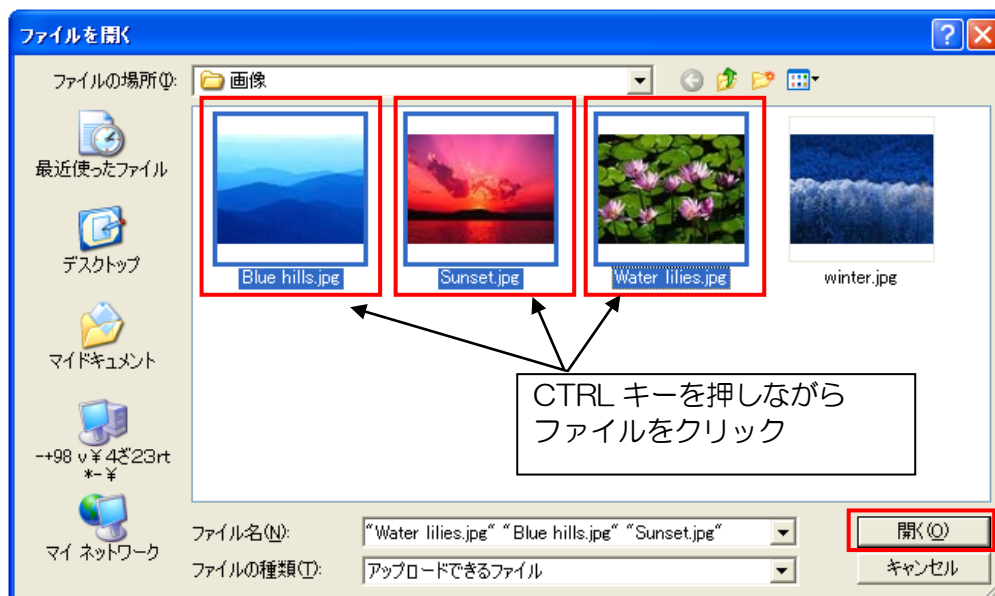 ファイルを開く
ファイルの場所(I):
画像
最近使ったファイル
デスクトップ
マイドキュメント
-+98 v¥4ざ23rt
*-¥
マイ ネットワーク
Blue hills.jpg
Sunset.jpg
Water lilies.jpg
winter.jpg
CTRL キーを押しながら
ファイルをクリック
ファイル名(N):
"Water lilies.jpg" "Blue hills.jpg" "Sunset.jpg"
開く(O)
ファイルの種類(T):
アップロードできるファイル
キャンセル